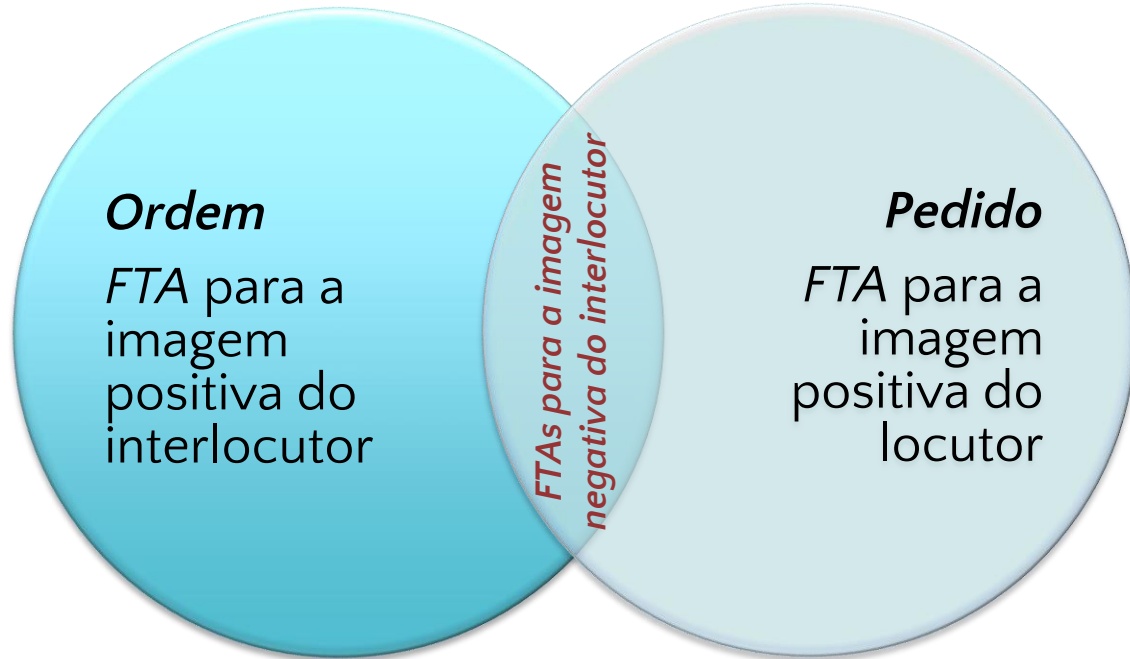 Ordem
FTA para a
imagem
positiva do
interlocutor
FTAs para a imagem
negativa do interlocutor
Pedido
FTA para a
imagem
positiva do
locutor